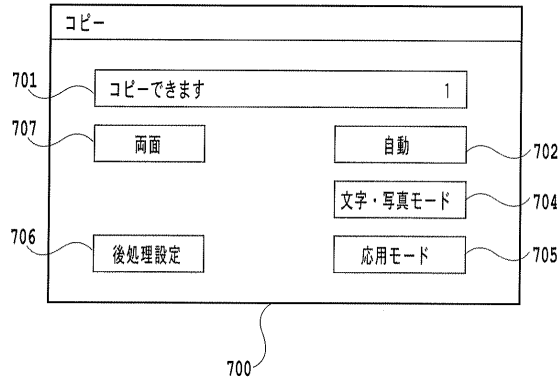 コピー
701
コピーできます 1
707
両面
自動
702
文字・写真モード
704
706
後処理設定
応用モード
705
700